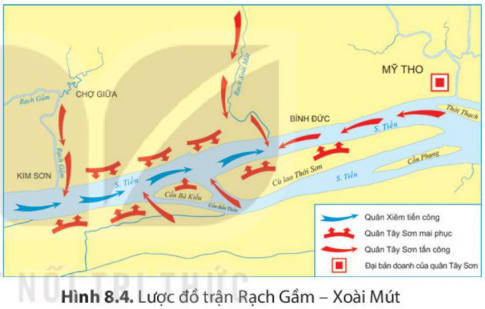 MỸ THO
CHỢ GIỮA
Rạch Gầm
Rạch Xoài Mút
BÌNH ĐỨC
Thới Thạch
S. Tiền
KIM SƠN
Rạch Gầm
S. Tiền
Cồn Bà Kiểu
Cù lao Thới Sơn
S. Tiền
Cồn Phụng
Quân Xiêm tiến công
Quân Tây Sơn mai phục
Quân Tây Sơn tấn công
Đại bản doanh của quân Tây Sơn
NỐI TRI THỨC
Hình 8.4. Lược đồ trận Rạch Gầm – Xoài Mút